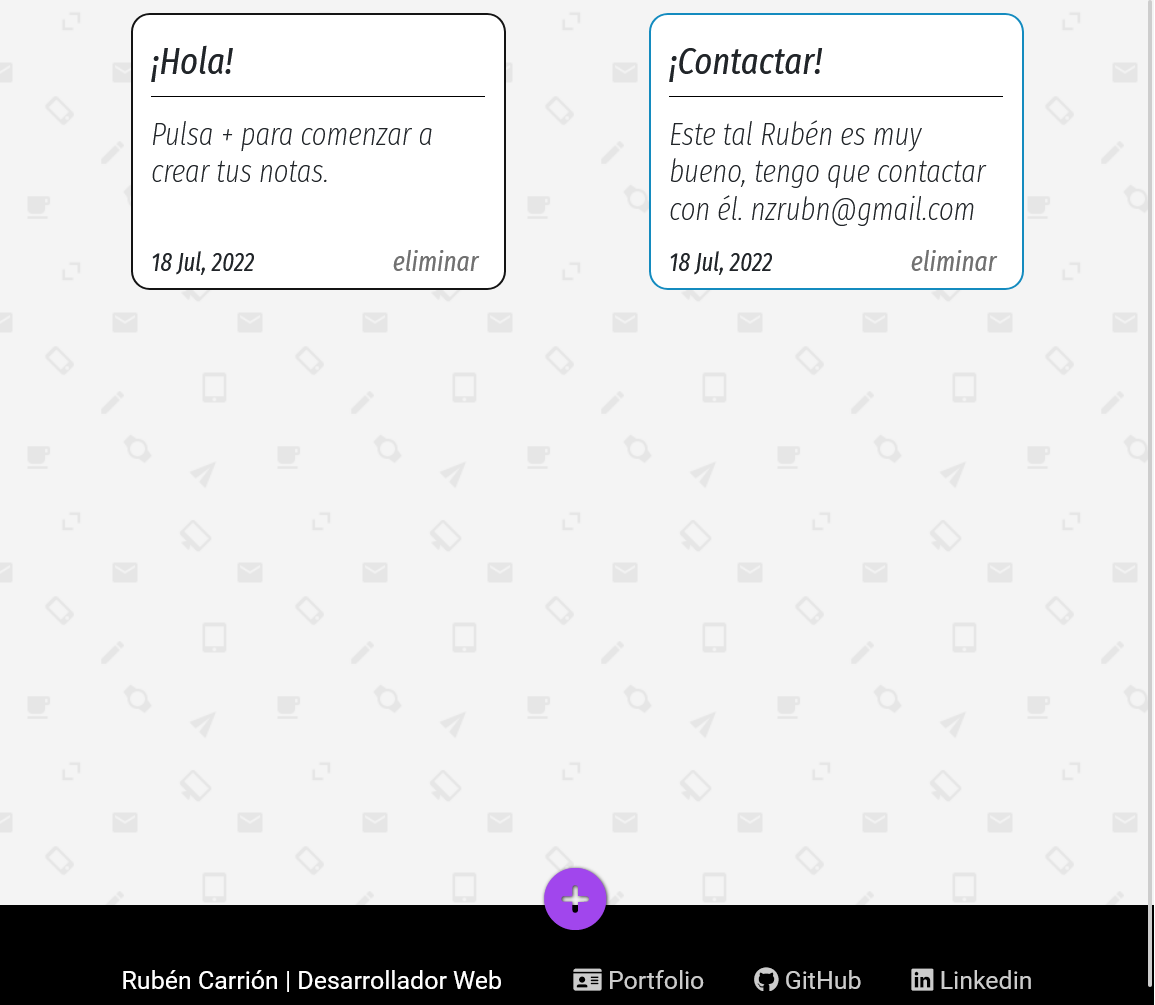 ¡Hola!
Pulsa + para comenzar a
crear tus notas.
18 Jul, 2022 eliminar
¡Contactar!
Este tal Rubén es muy
bueno, tengo que contactar
con él. nzrubn@gmail.com
18 Jul, 2022 eliminar
+
Rubén Carrión | Desarrollador Web Portfolio GitHub Linkedin